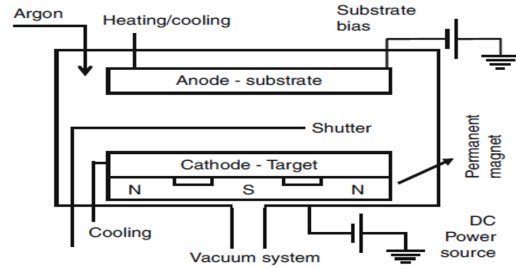 Argon
Heating/cooling
Substrate
bias
Anode - substrate
Shutter
Cathode - Target
N S N
Permanent
magnet
Cooling
Vacuum system
DC
Power
source